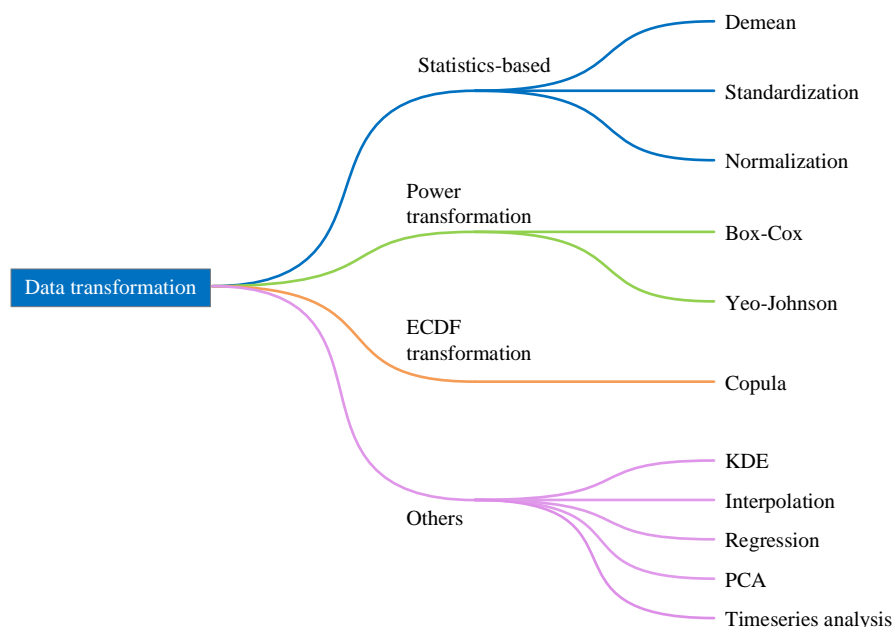 Data transformation
Statistics-based
Demean
Standardization
Normalization
Power
transformation
Box-Cox
Yeo-Johnson
ECDF
transformation
Copula
Others
KDE
Interpolation
Regression
PCA
Timeseries analysis